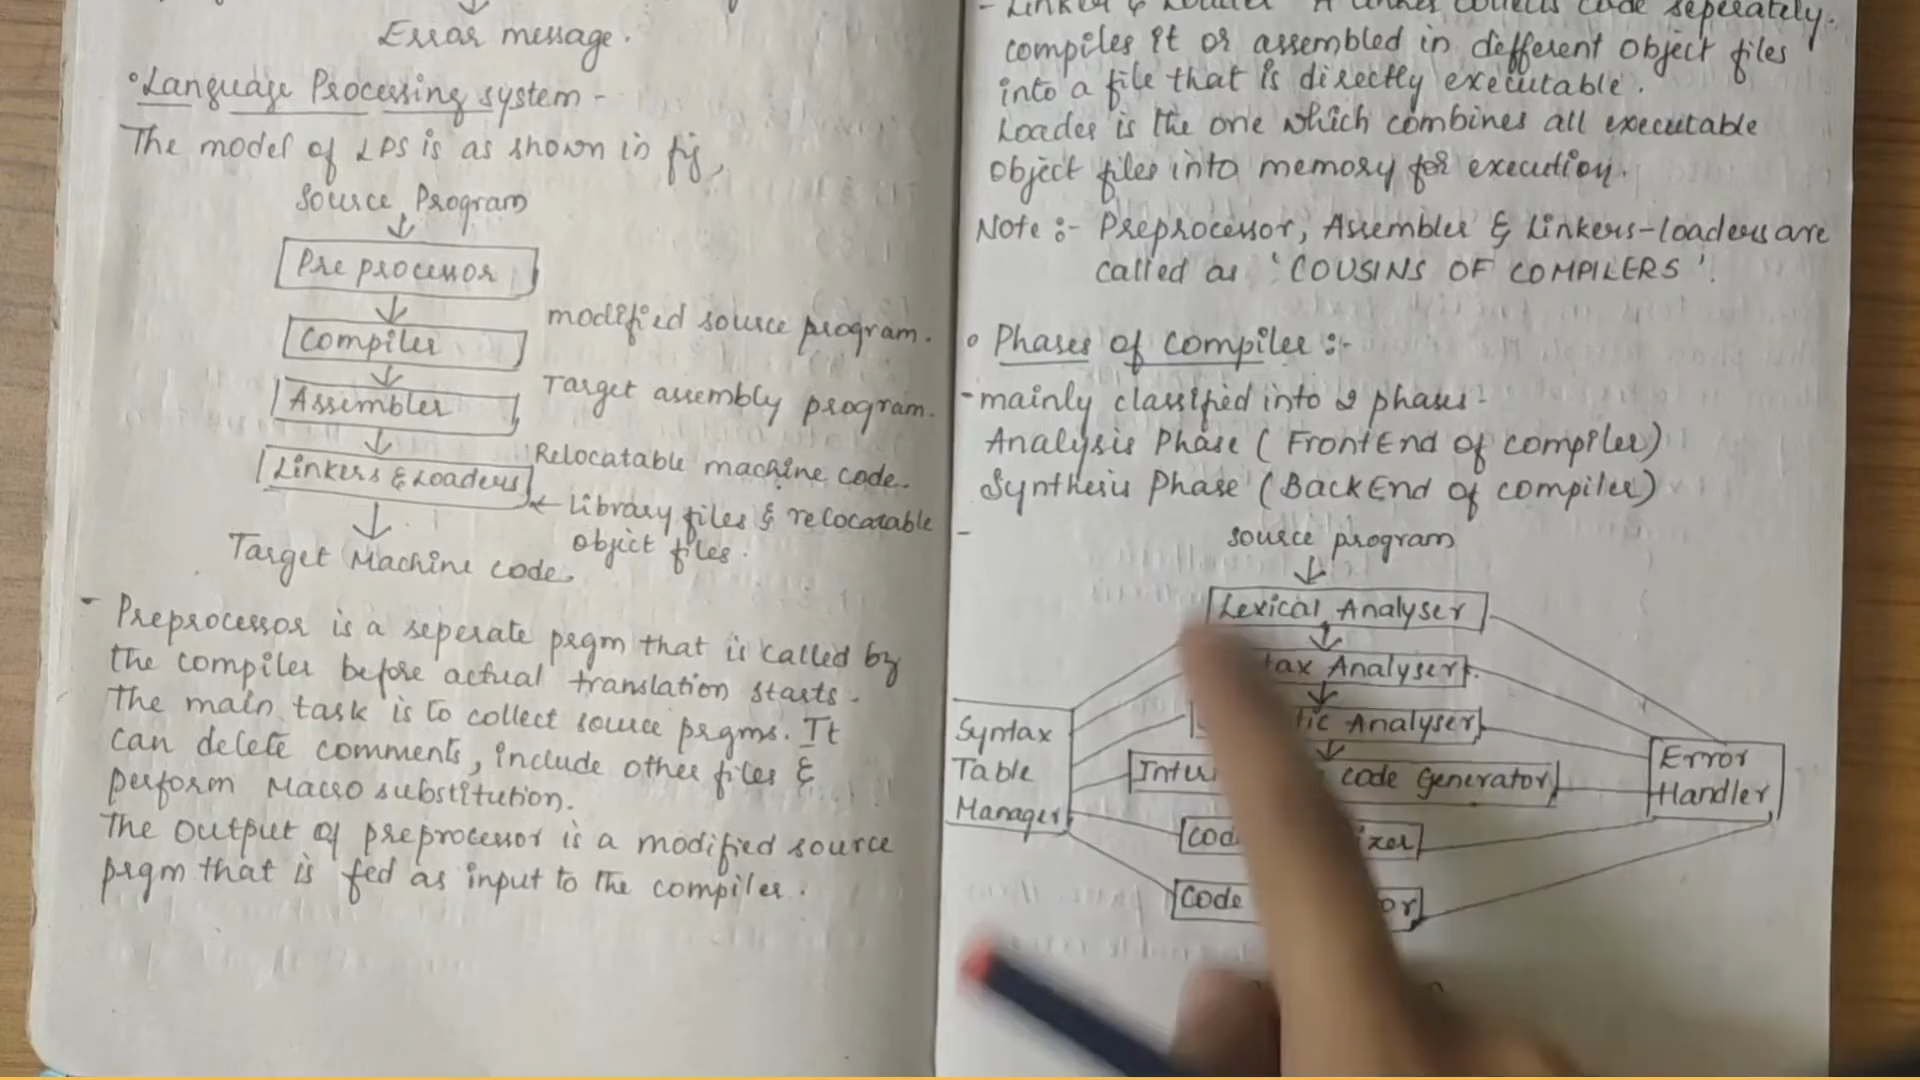 Error message.
°Language Processing system -
The model of LPS is as shown in fig,
Source Program
Preprocessor
modified source program.
Compiler
Target assembly program.
Assembler
Relocatable machine code.
Linkers & Loaders
← Library files & relocatable
object files.
Target Machine code.
- Preprocessor is a seperate prgm that is called by
the compiler before actual translation starts.
The main task is to collect source prgms. It
can delete comments, include other files &
perform Macro substitution.
The output of preprocessor is a modified source
prgm that is fed as input to the compiler.
code seperately.
compiles it or assembled in defferent object files
into a file that is directly executable.
Loader is the one which combines all executable
object files into memory for execution.
Note :- Preprocessor, Assembler & Linkers-loaders are
called as 'COUSINS OF COMPILERS'.
° Phases of compiler :-
- mainly classified into 2 phases-
Analysis Phase (FrontEnd of compiler)
Synthesis Phase (BackEnd of compiler)
- source program
Lexical Analyser
Analyser
Analyser
Syntax
Table
Manager
code Generator
Error
Handler
Code